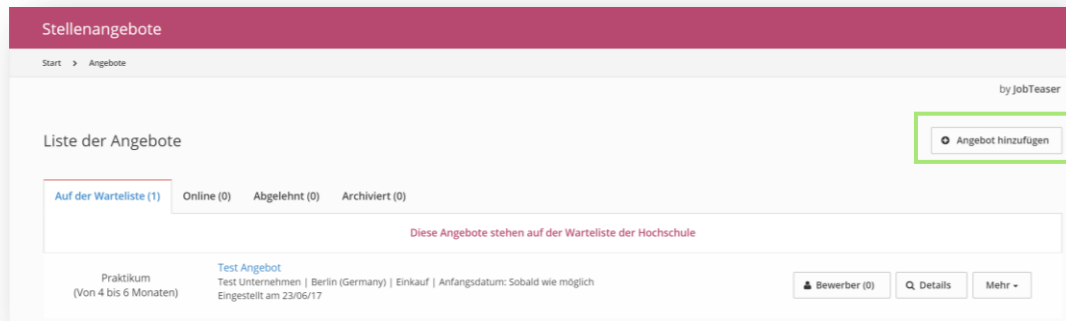 Stellenangebote
Start > Angebote
by JobTeaser
Liste der Angebote
Angebot hinzufügen
Auf der Warteliste (1) Online (0) Abgelehnt (0) Archiviert (0)
Diese Angebote stehen auf der Warteliste der Hochschule
Praktikum
(Von 4 bis 6 Monaten)
Test Angebot
Test Unternehmen | Berlin (Germany) | Einkauf | Anfangsdatum: Sobald wie möglich
Eingestellt am 23/06/17
Bewerber (0) Details Mehr